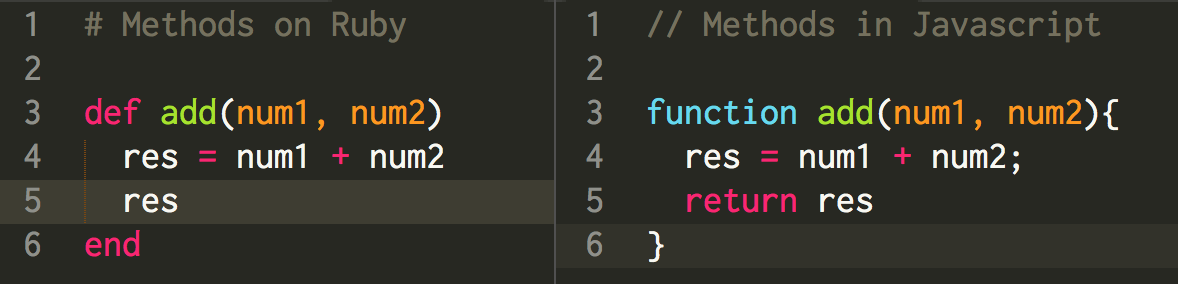 1 # Methods on Ruby
2
3 def add(num1, num2)
4   res = num1 + num2
5   res
6 end
1 // Methods in Javascript
2
3 function add(num1, num2){
4   res = num1 + num2;
5   return res
6 }